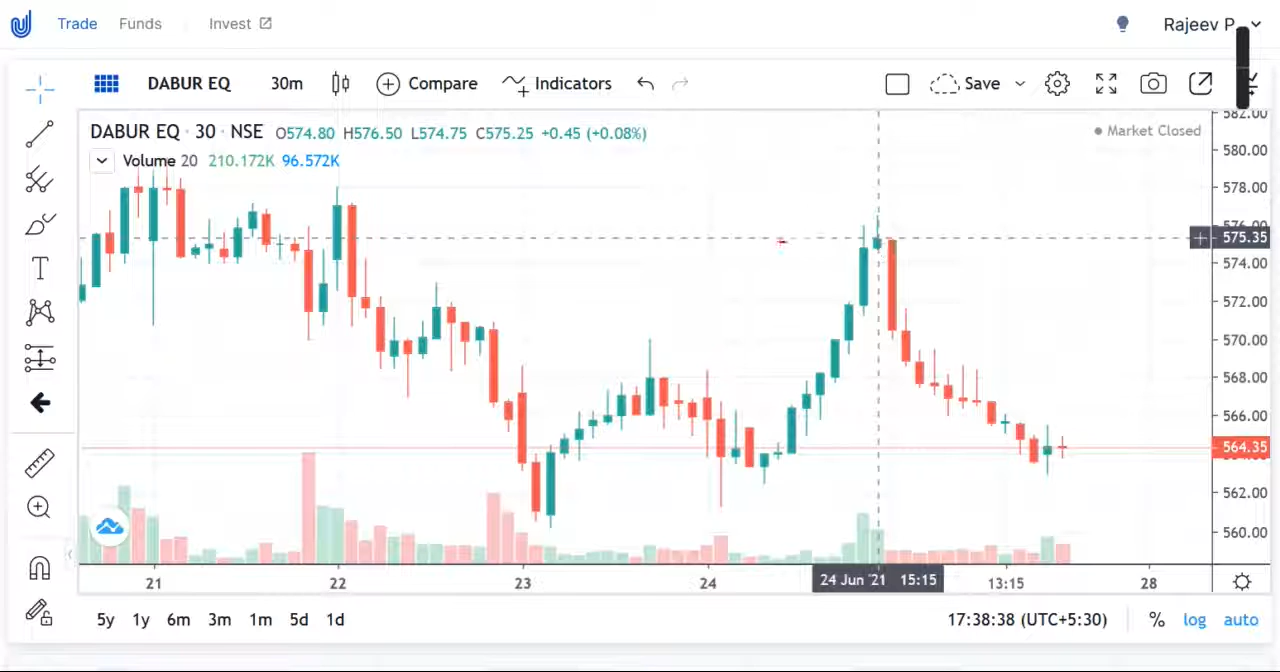 Trade Funds Invest Rajeev P
DABUR EQ 30m Compare Indicators Save
DABUR EQ · 30 · NSE O574.80 H576.50 L574.75 C575.25 +0.45 (+0.08%)
Market Closed
Volume 20 210.172K 96.572K
582.00
580.00
578.00
576.00
575.35
574.00
572.00
570.00
568.00
566.00
564.35
562.00
560.00
21 22 23 24 24 Jun '21 15:15 13:15 28
5y 1y 6m 3m 1m 5d 1d 17:38:38 (UTC+5:30) % log auto